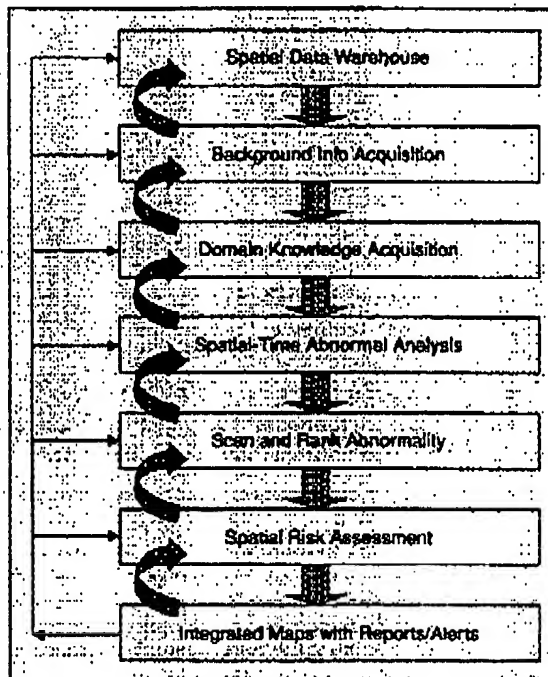 Spatial Data Warehouse
Background Info Acquisition
Domain Knowledge Acquisition
Spatial-Time Abnormal Analysis
Scan and Rank Abnormality
Spatial Risk Assessment
Integrated Maps with Reports/Alerts